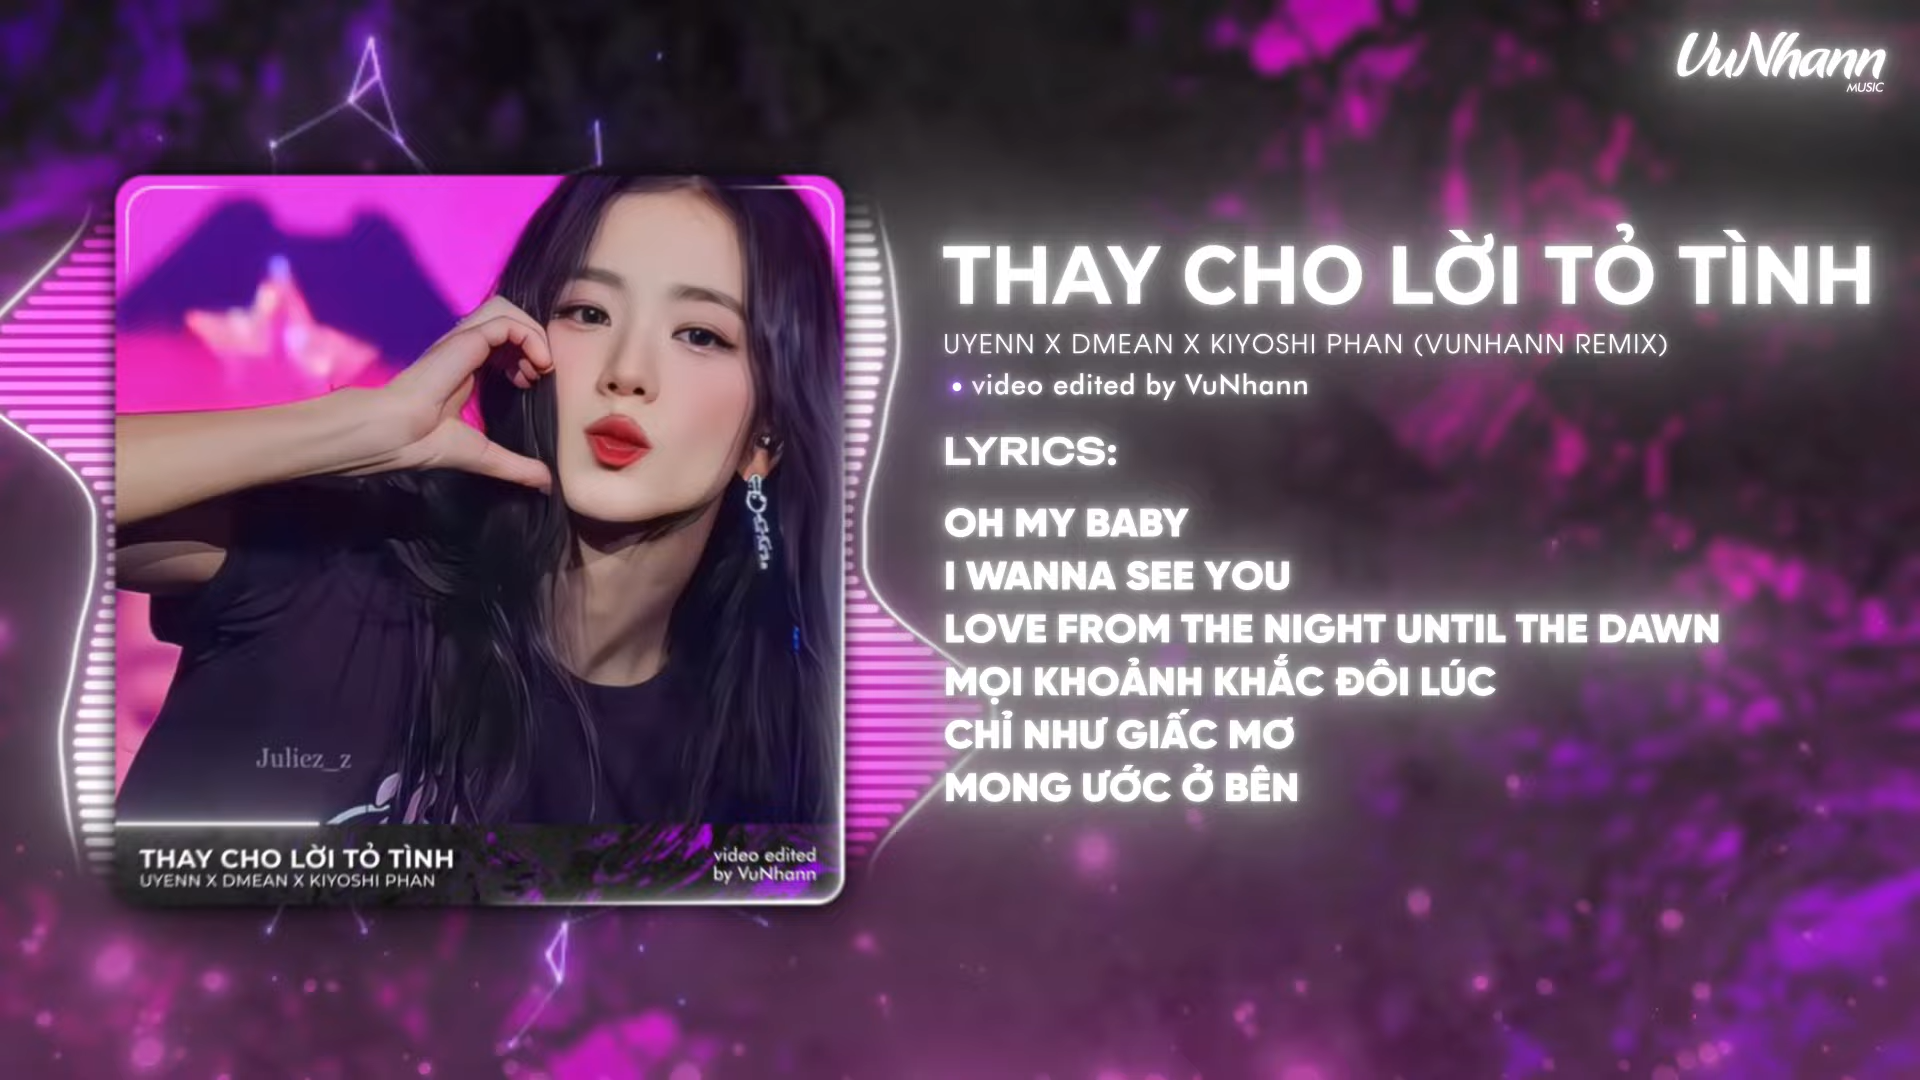 VuNhann
MUSIC
THAY CHO LỜI TỎ TÌNH
UYENN X DMEAN X KIYOSHI PHAN (VUNHANN REMIX)
• video edited by VuNhann
LYRICS:
OH MY BABY
I WANNA SEE YOU
LOVE FROM THE NIGHT UNTIL THE DAWN
MỌI KHOẢNH KHẮC ĐÔI LÚC
CHỈ NHƯ GIẤC MƠ
MONG ƯỚC Ở BÊN
Juliez_z
THAY CHO LỜI TỎ TÌNH
UYENN X DMEAN X KIYOSHI PHAN
video edited
by VuNhann